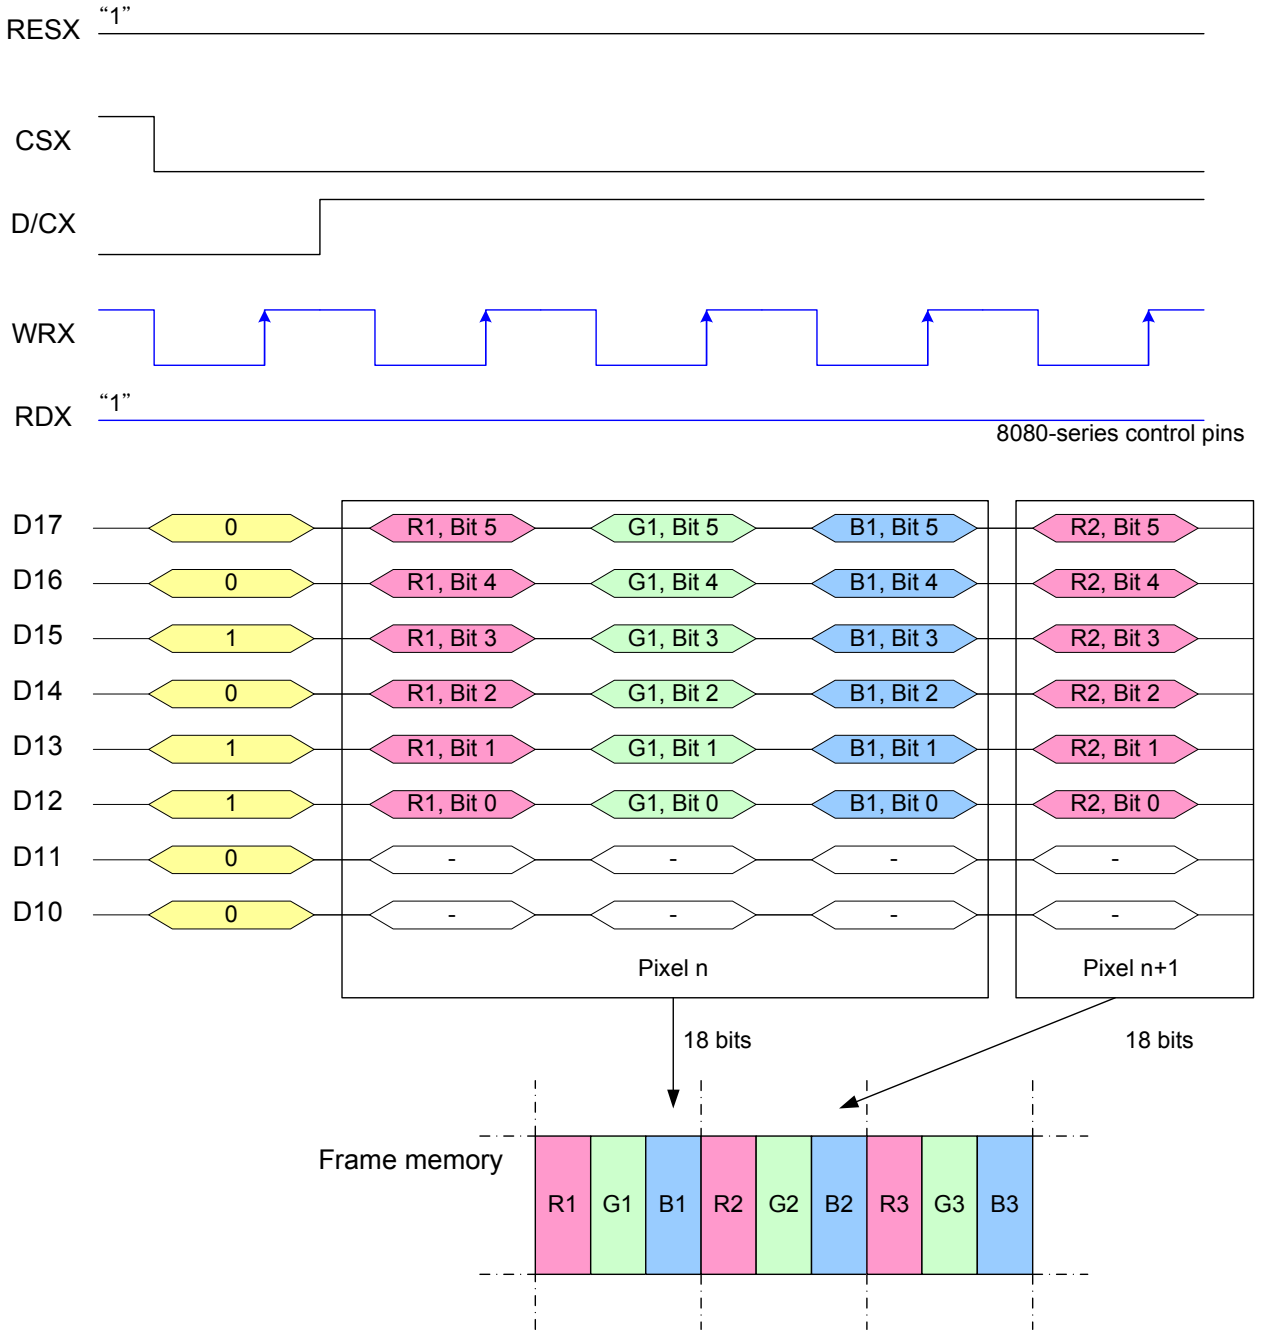 RESX “1”
CSX
D/CX
WRX
RDX “1”
8080-series control pins
D17 0 R1, Bit 5 G1, Bit 5 B1, Bit 5 R2, Bit 5
D16 0 R1, Bit 4 G1, Bit 4 B1, Bit 4 R2, Bit 4
D15 1 R1, Bit 3 G1, Bit 3 B1, Bit 3 R2, Bit 3
D14 0 R1, Bit 2 G1, Bit 2 B1, Bit 2 R2, Bit 2
D13 1 R1, Bit 1 G1, Bit 1 B1, Bit 1 R2, Bit 1
D12 1 R1, Bit 0 G1, Bit 0 B1, Bit 0 R2, Bit 0
D11 0 - - - -
D10 0 - - - -
Pixel n Pixel n+1
18 bits 18 bits
Frame memory
R1 G1 B1 R2 G2 B2 R3 G3 B3